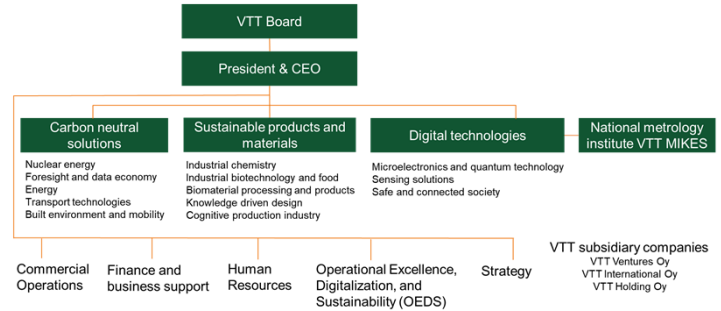 VTT Board
President & CEO
Carbon neutral
solutions
Sustainable products and
materials
Digital technologies
National metrology
institute VTT MIKES
Nuclear energy
Foresight and data economy
Energy
Transport technologies
Built environment and mobility
Industrial chemistry
Industrial biotechnology and food
Biomaterial processing and products
Knowledge driven design
Cognitive production industry
Microelectronics and quantum technology
Sensing solutions
Safe and connected society
Commercial
Operations
Finance and
business support
Human
Resources
Operational Excellence,
Digitalization, and
Sustainability (OEDS)
Strategy
VTT subsidiary companies
VTT Ventures Oy
VTT International Oy
VTT Holding Oy